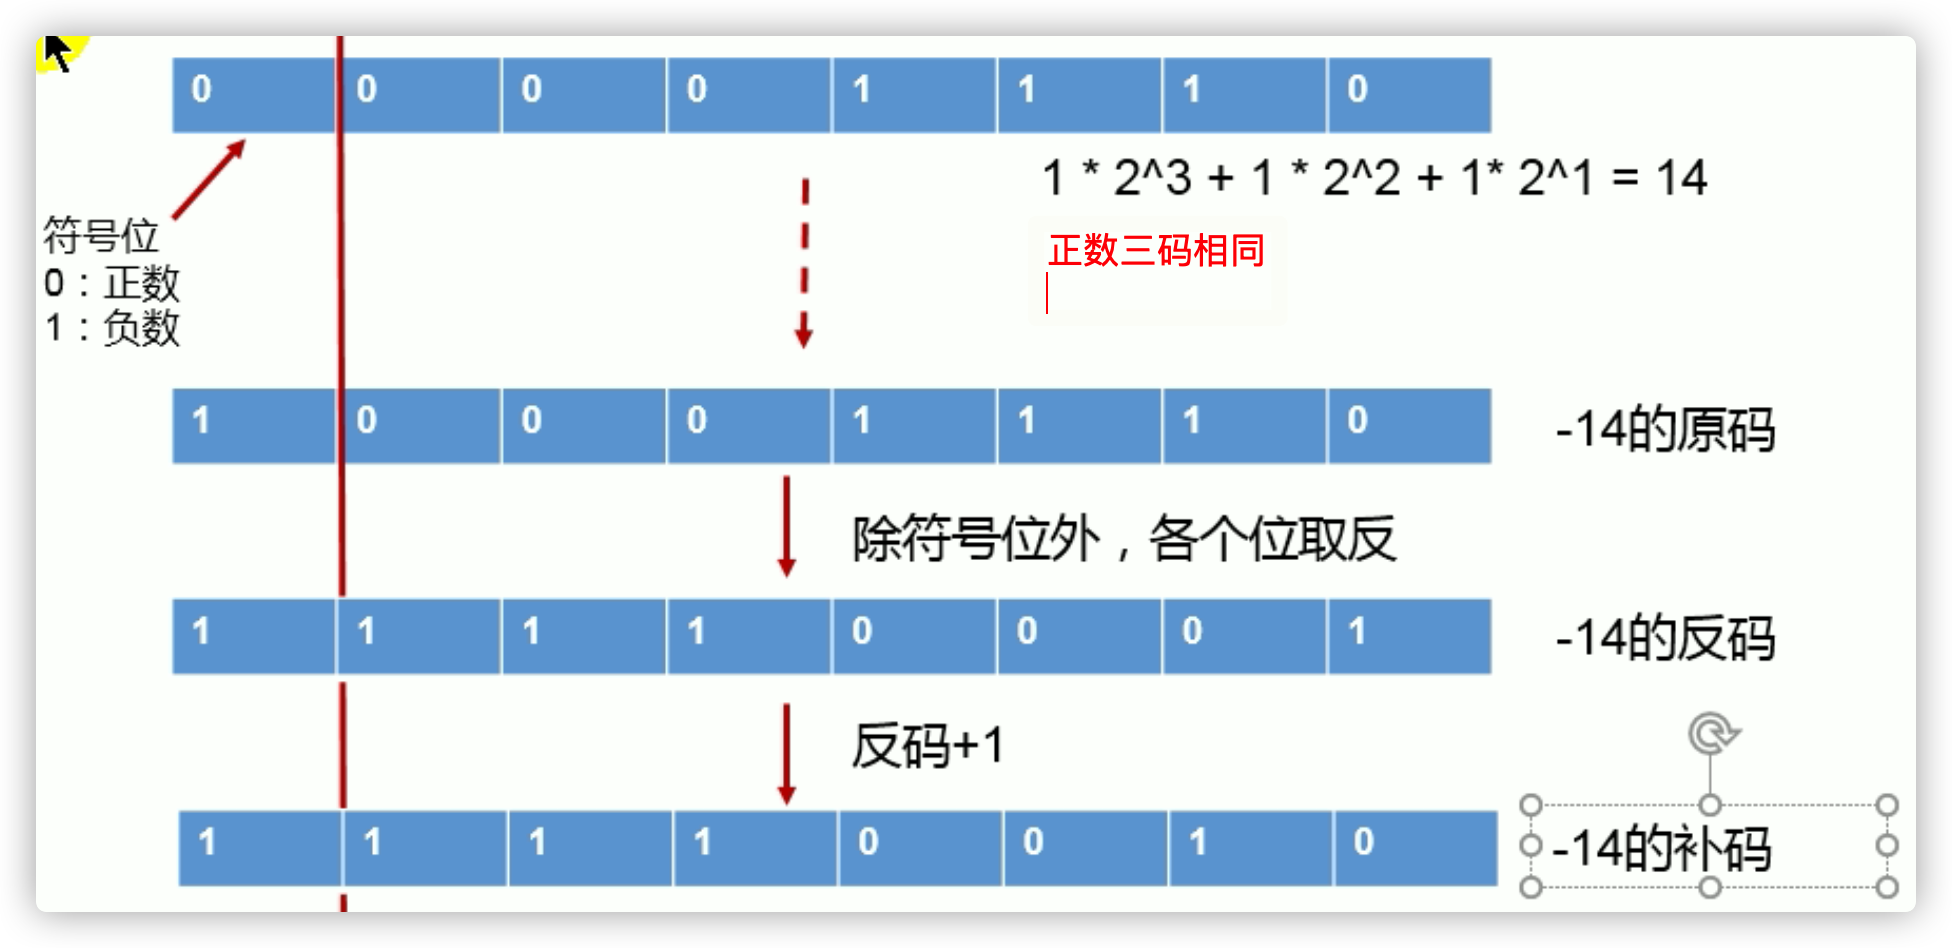 0 0 0 0 1 1 1 0
1 * 2^3 + 1 * 2^2 + 1* 2^1 = 14
正数三码相同
符号位
0：正数
1：负数
1 0 0 0 1 1 1 0
-14的原码
除符号位外，各个位取反
1 1 1 1 0 0 0 1
-14的反码
反码+1
1 1 1 1 0 0 1 0
-14的补码